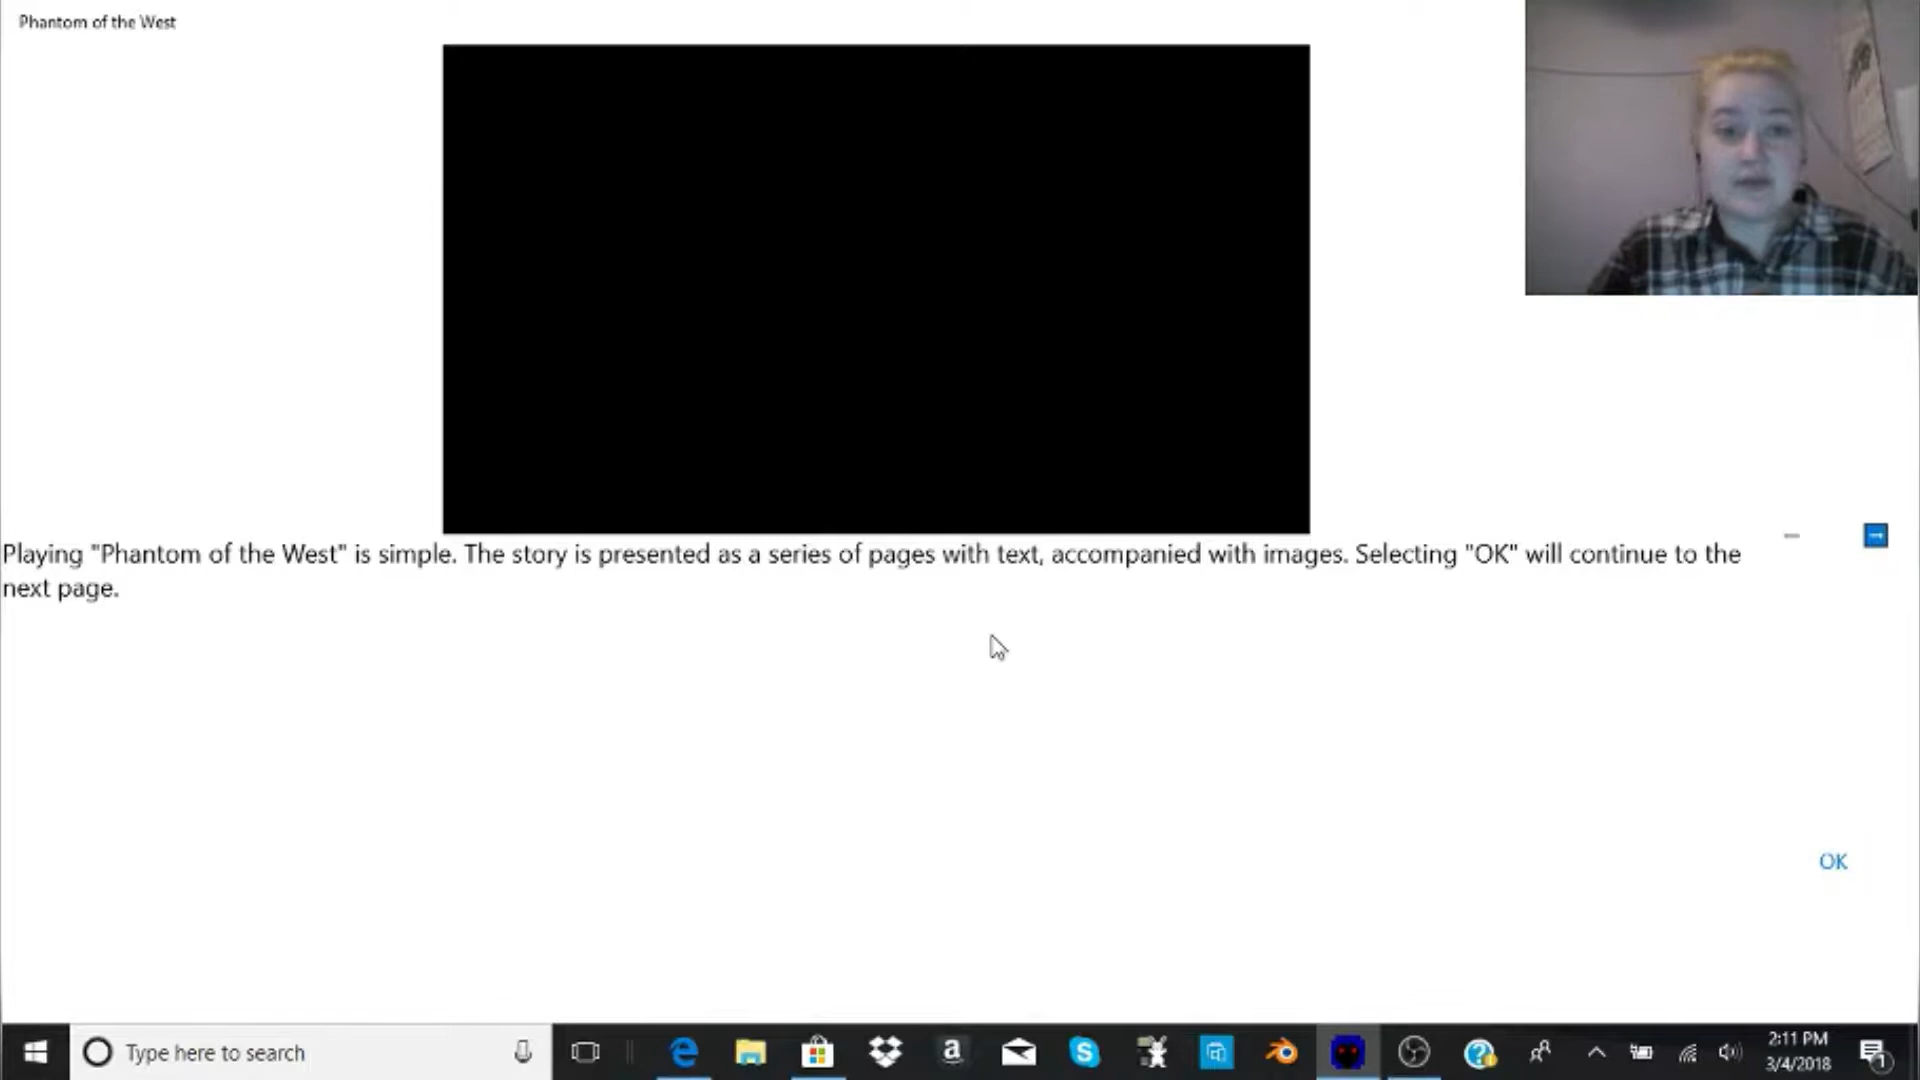 Phantom of the West
Playing "Phantom of the West" is simple. The story is presented as a series of pages with text, accompanied with images. Selecting "OK" will continue to the
next page.
OK
Type here to search
2:11 PM
3/4/2018
1